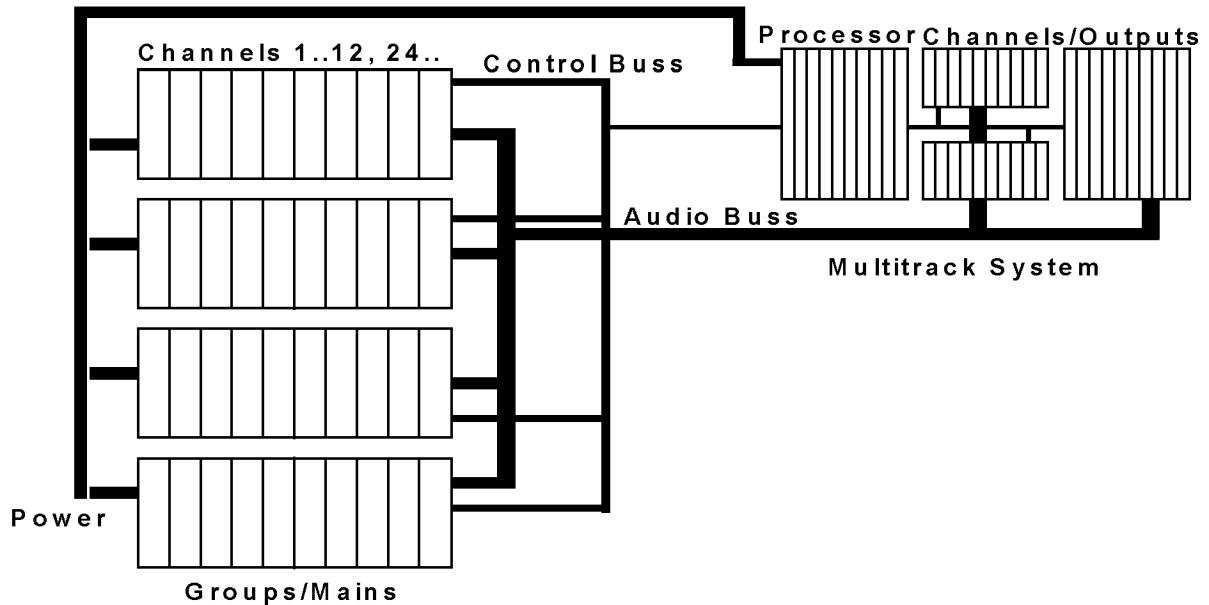 Processor Channels/Outputs
Channels 1..12, 24..
Control Buss
Audio Buss
Multitrack System
Power
Groups/Mains